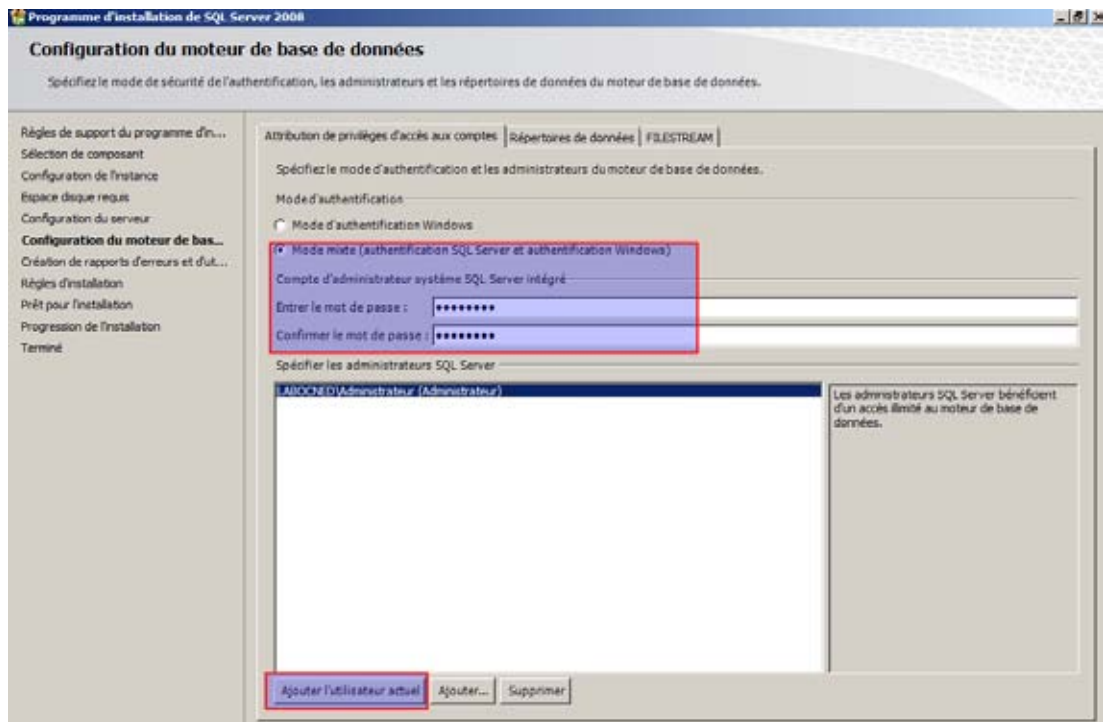 Programme d'installation de SQL Server 2008
Configuration du moteur de base de données
Spécifiez le mode de sécurité de l'authentification, les administrateurs et les répertoires de données du moteur de base de données.
Règles de support du programme d'in...
Sélection de composant
Configuration de l'instance
Espace disque requis
Configuration du serveur
Configuration du moteur de bas...
Création de rapports d'erreurs et d'ut...
Règles d'installation
Prêt pour l'installation
Progression de l'installation
Terminé
Attribution de privilèges d'accès aux comptes
Répertoires de données
FILESTREAM
Spécifiez le mode d'authentification et les administrateurs du moteur de base de données.
Mode d'authentification
Mode d'authentification Windows
Mode mixte (authentification SQL Server et authentification Windows)
Compte d'administrateur système SQL Server intégré
Entrer le mot de passe :
Confirmer le mot de passe :
Spécifier les administrateurs SQL Server
LABOCNED\Administrateur (Administrateur)
Les administrateurs SQL Server bénéficient
d'un accès illimité au moteur de base de
données.
Ajouter l'utilisateur actuel
Ajouter...
Supprimer